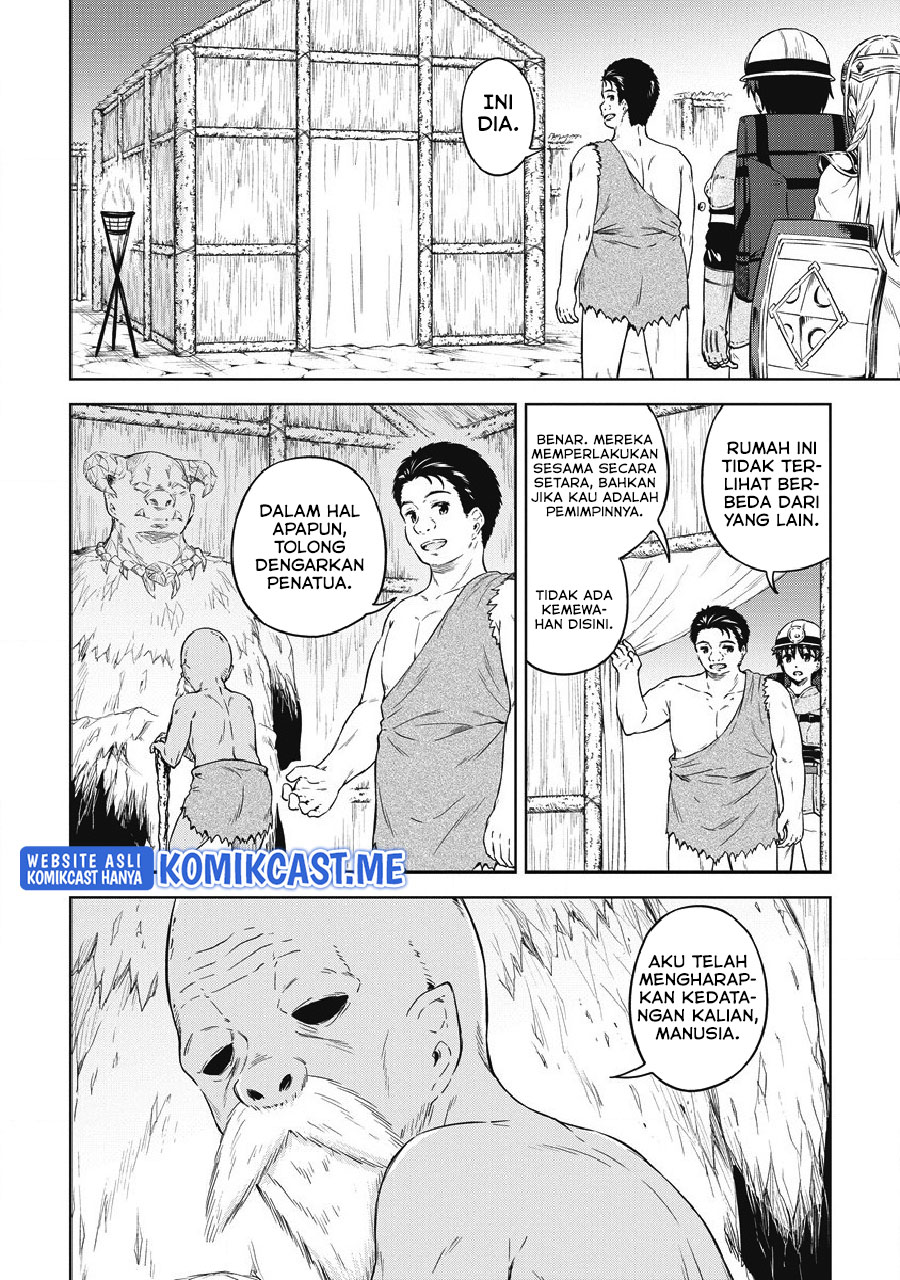 INI
DIA.
RUMAH INI
TIDAK TER-
LIHAT BER-
BEDA DARI
YANG LAIN.
BENAR. MEREKA
MEMPERLAKUKAN
SESAMA SECARA
SETARA, BAHKAN
JIKA KAU ADALAH
PEMIMPINNYA.
TIDAK ADA
KEMEWA-
HAN DISINI.
DALAM HAL
APAPUN,
TOLONG
DENGARKAN
PENATUA.
WEBSITE ASLI
KOMIKCAST HANYA
KOMIKCAST.ME
AKU TELAH
MENGHARAP-
KAN KEDATA-
NGAN KALIAN,
MANUSIA.